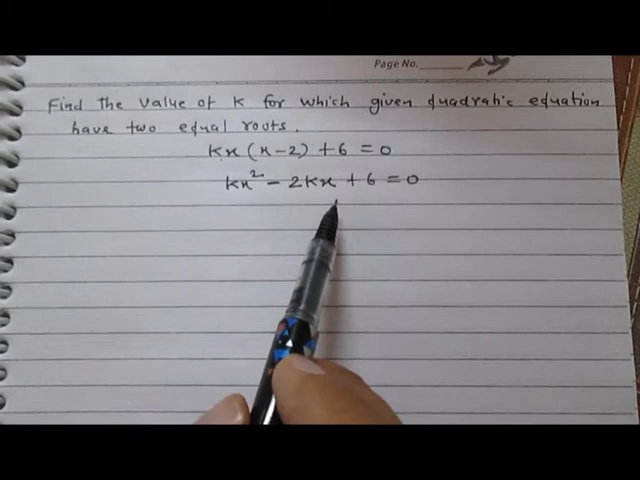 Page No.______
Find the value of K for which given quadratic equation
have two equal roots.
Kx(x-2) +6 =0
Kx² - 2Kx +6 =0